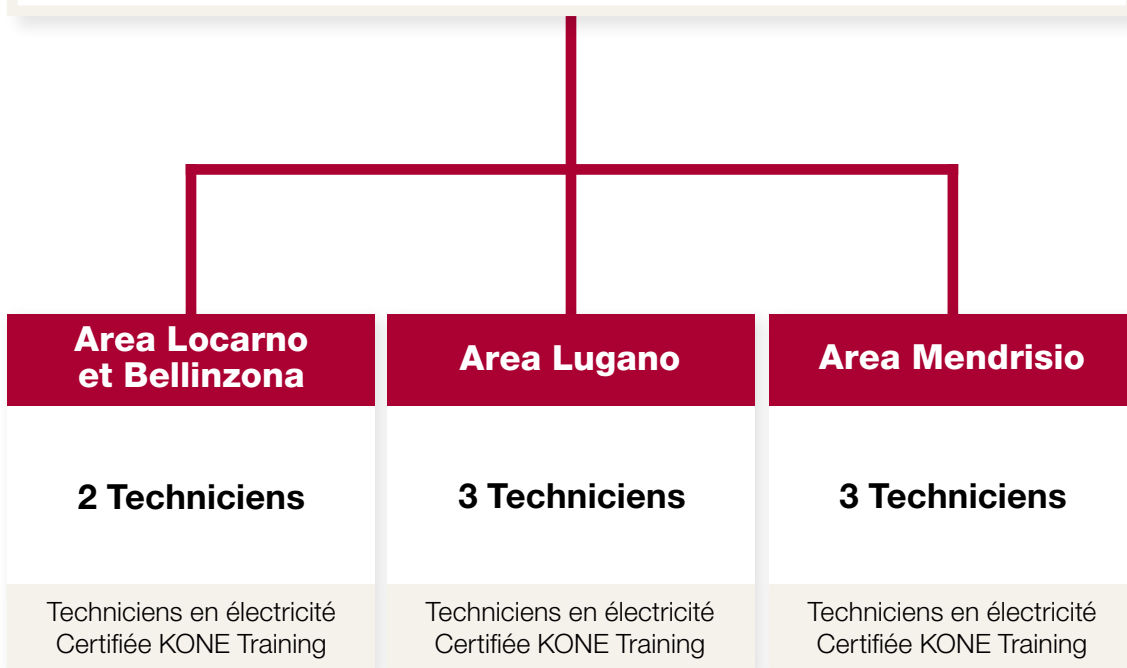 Area Locarno
et Bellinzona
2 Techniciens
Techniciens en électricité
Certifiée KONE Training
Area Lugano
3 Techniciens
Techniciens en électricité
Certifiée KONE Training
Area Mendrisio
3 Techniciens
Techniciens en électricité
Certifiée KONE Training